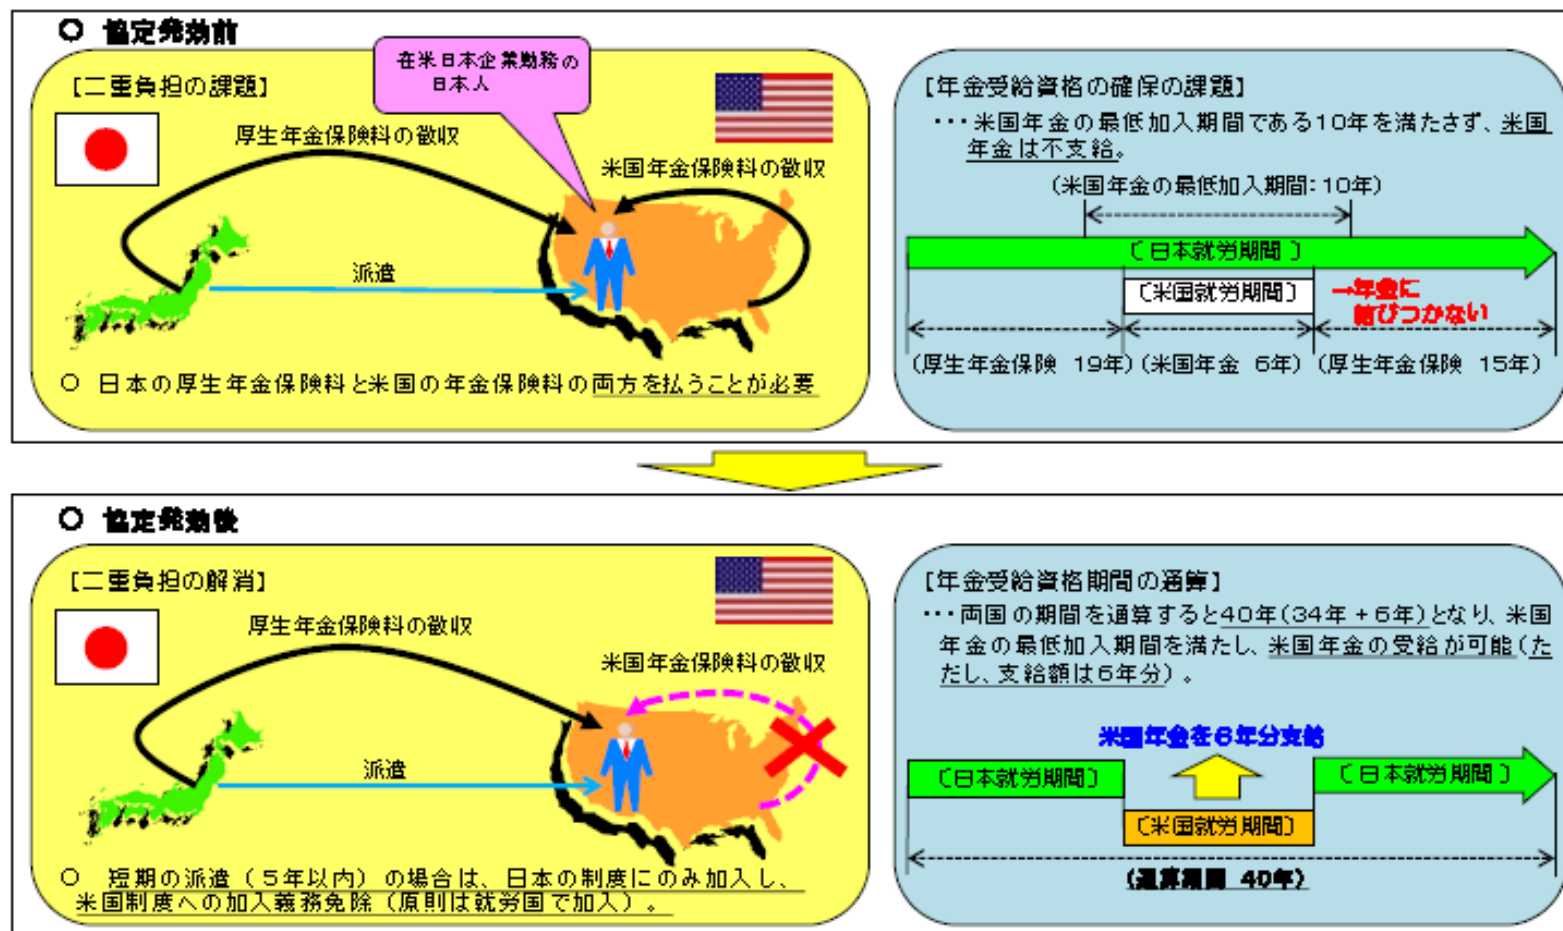 ○ 協定発効前
在米日本企業勤務の
日本人
【二重負担の課題】
厚生年金保険料の徴収
米国年金保険料の徴収
派遣
○ 日本の厚生年金保険料と米国の年金保険料の両方を払うことが必要
【年金受給資格の確保の課題】
・・・米国年金の最低加入期間である10年を満たさず、米国
年金は不支給。
(米国年金の最低加入期間:10年)
〔日本就労期間〕
〔米国就労期間〕
→年金に
結びつかない
(厚生年金保険 19年)(米国年金 6年)(厚生年金保険 15年)
○ 協定発効後
【二重負担の解消】
厚生年金保険料の徴収
米国年金保険料の徴収
派遣
○ 短期の派遣（5年以内）の場合は、日本の制度にのみ加入し、
米国制度への加入義務免除（原則は就労国で加入）。
【年金受給資格期間の通算】
・・・両国の期間を通算すると40年(34年+6年)となり、米国
年金の最低加入期間を満たし、米国年金の受給が可能(た
だし、支給額は6年分)。
米国年金を6年分支給
〔日本就労期間〕
〔日本就労期間〕
〔米国就労期間〕
(通算期間 40年)